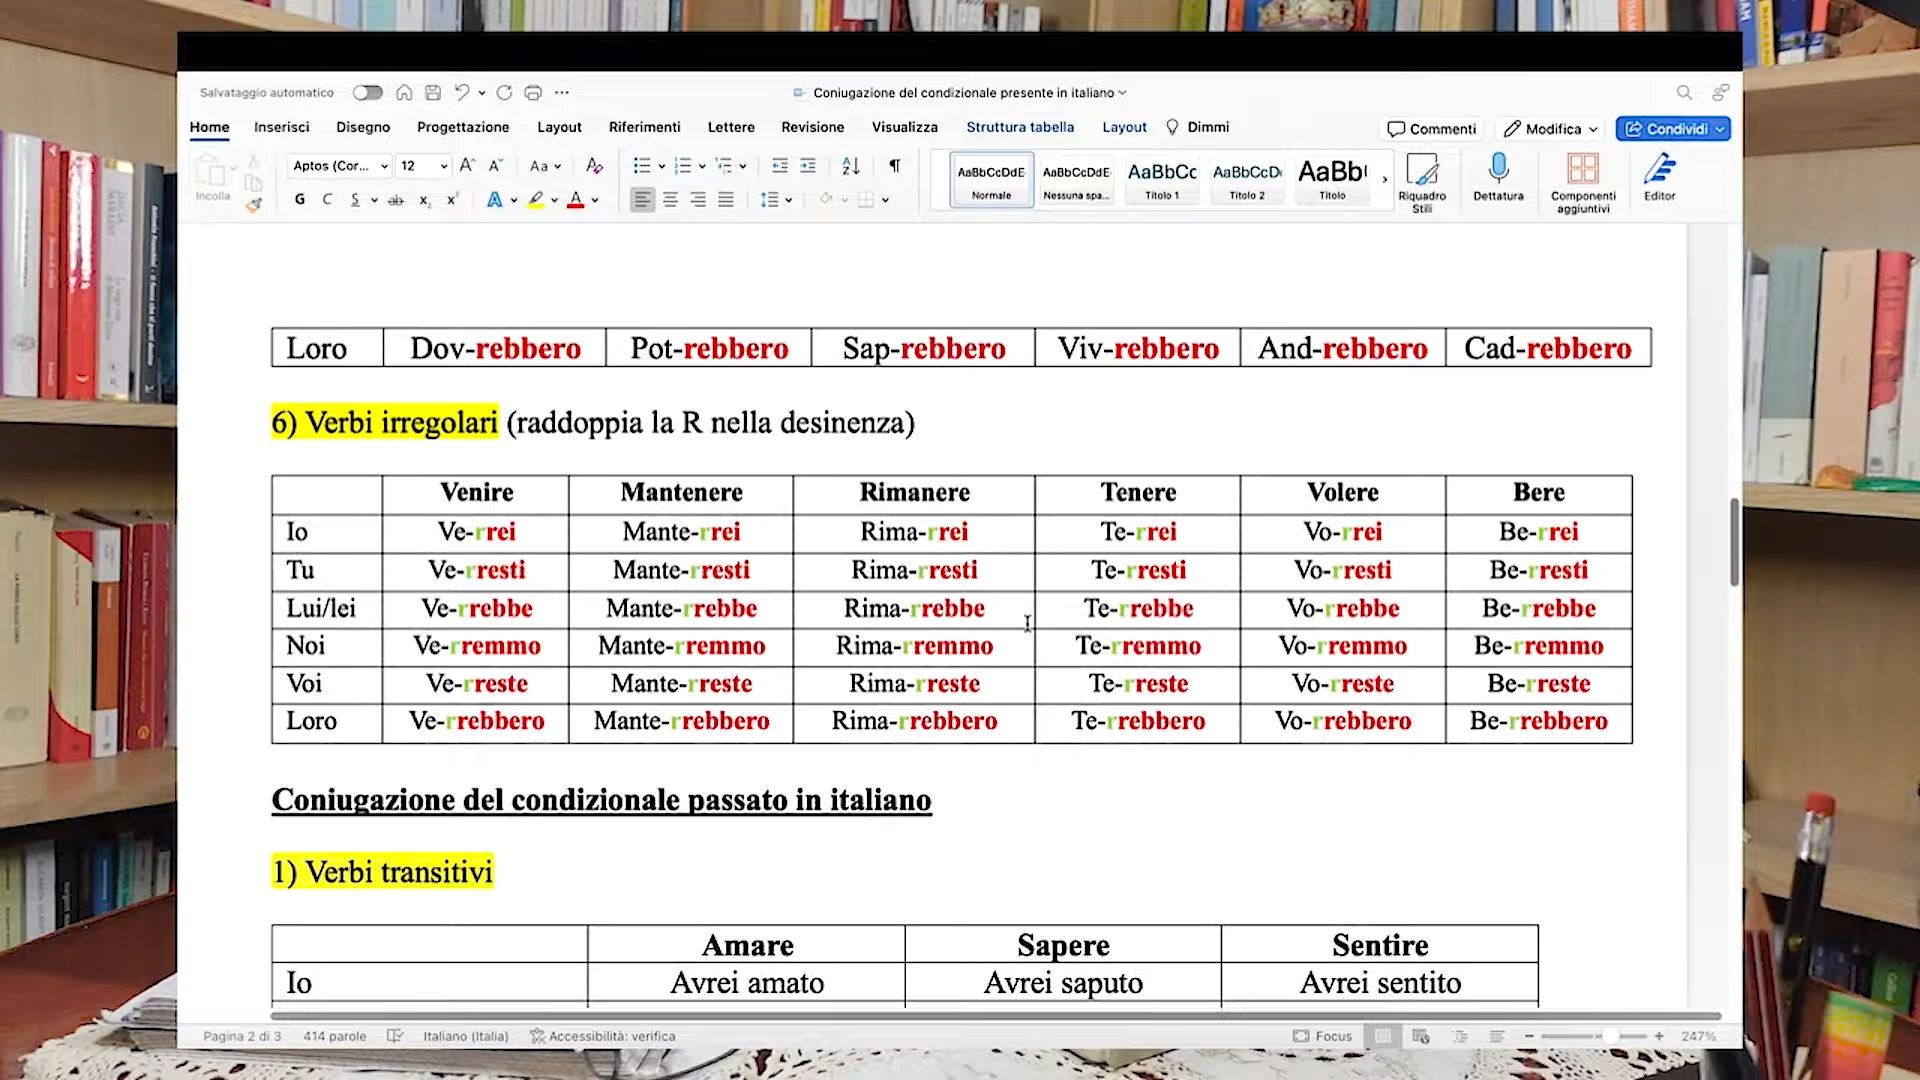 Salvataggio automatico
Coniugazione del condizionale presente in italiano
Home Inserisci Disegno Progettazione Layout Riferimenti Lettere Revisione Visualizza Struttura tabella Layout Dimmi
Commenti Modifica Condividi
Incolla
Aptos (Cor... 12
G C S ab
AaBbCcDdE AaBbCcDdE AaBbCc AaBbCcDi AaBb(
Normale Nessuna spa... Titolo 1 Titolo 2 Titolo
Riquadro Stili
Dettatura
Componenti aggiuntivi
Editor
Loro Dov-rebbero Pot-rebbero Sap-rebbero Viv-rebbero And-rebbero Cad-rebbero
6) Verbi irregolari (raddoppia la R nella desinenza)
Venire Mantenere Rimanere Tenere Volere Bere
Io Ve-rrei Mante-rrei Rima-rrei Te-rrei Vo-rrei Be-rrei
Tu Ve-rresti Mante-rresti Rima-rresti Te-rresti Vo-rresti Be-rresti
Lui/lei Ve-rrebbe Mante-rrebbe Rima-rrebbe Te-rrebbe Vo-rrebbe Be-rrebbe
Noi Ve-rremmo Mante-rremmo Rima-rremmo Te-rremmo Vo-rremmo Be-rremmo
Voi Ve-rreste Mante-rreste Rima-rreste Te-rreste Vo-rreste Be-rreste
Loro Ve-rrebbero Mante-rrebbero Rima-rrebbero Te-rrebbero Vo-rrebbero Be-rrebbero
Coniugazione del condizionale passato in italiano
1) Verbi transitivi
Amare Sapere Sentire
Io Avrei amato Avrei saputo Avrei sentito
Pagina 2 di 3 414 parole Italiano (Italia) Accessibilità: verifica Focus 247%